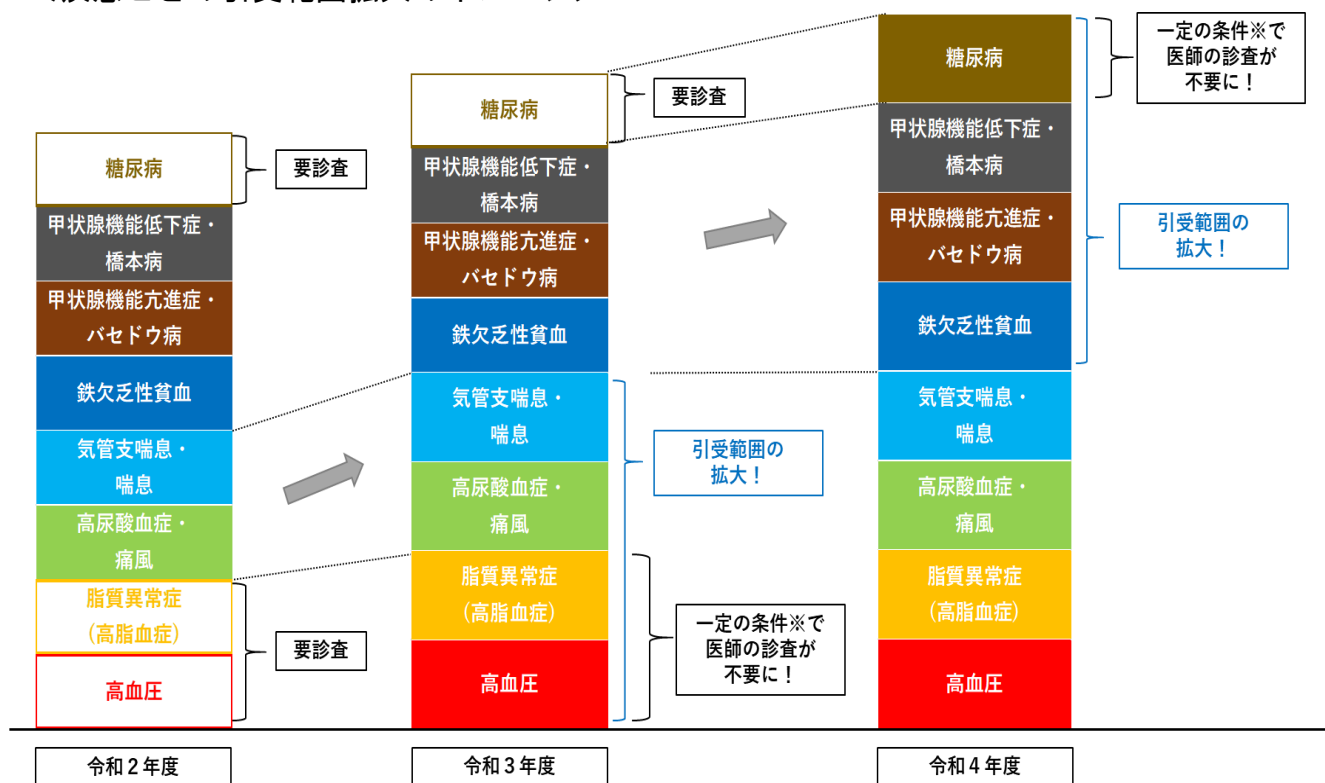 糖尿病
要診査
甲状腺機能低下症・
橋本病
甲状腺機能亢進症・
バセドウ病
鉄欠乏性貧血
気管支喘息・
喘息
高尿酸血症・
痛風
脂質異常症
(高脂血症)
要診査
高血圧
令和２年度
糖尿病
要診査
甲状腺機能低下症・
橋本病
甲状腺機能亢進症・
バセドウ病
鉄欠乏性貧血
気管支喘息・
喘息
引受範囲の
拡大！
高尿酸血症・
痛風
脂質異常症
(高脂血症)
一定の条件※で
医師の診査が
不要に！
高血圧
令和３年度
糖尿病
一定の条件※で
医師の診査が
不要に！
甲状腺機能低下症・
橋本病
甲状腺機能亢進症・
バセドウ病
引受範囲の
拡大！
鉄欠乏性貧血
気管支喘息・
喘息
高尿酸血症・
痛風
脂質異常症
(高脂血症)
高血圧
令和４年度